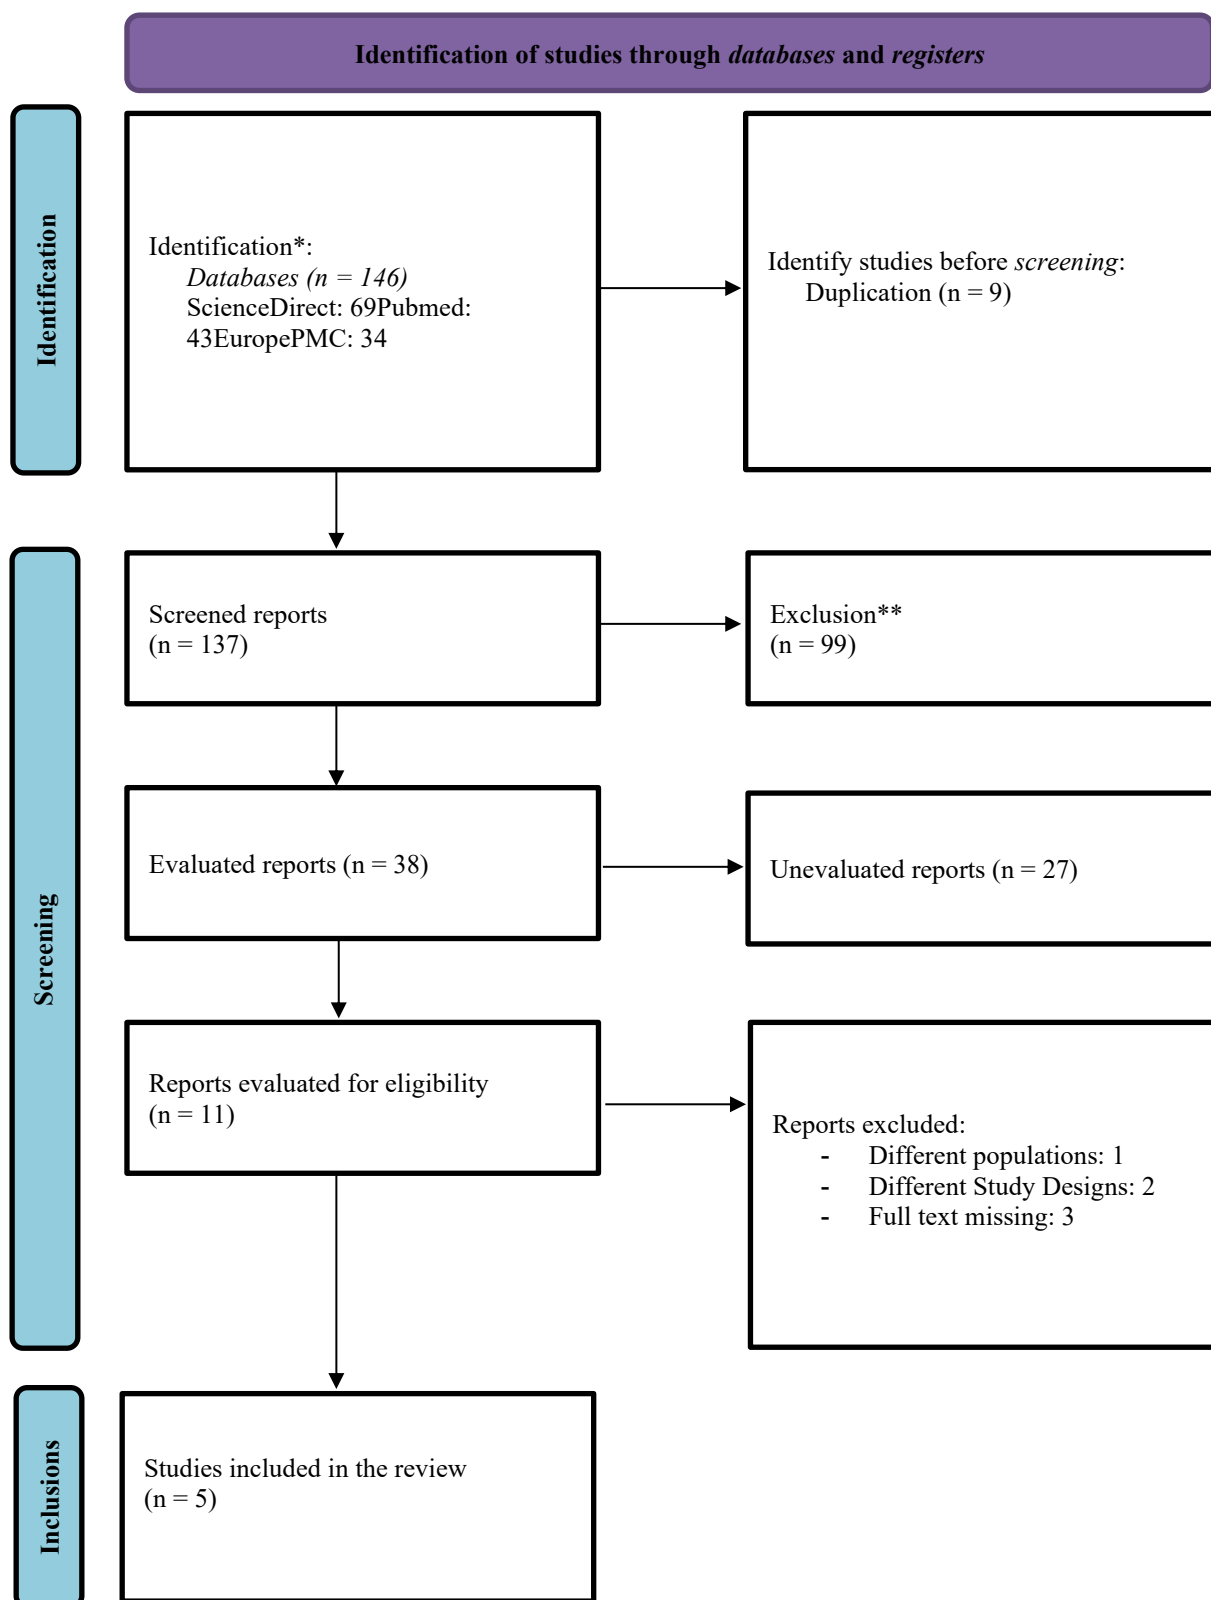 Identification of studies through databases and registers
Identification
Identification*:
Databases (n = 146)
ScienceDirect: 69Pubmed:
43EuropePMC: 34
Identify studies before screening:
Duplication (n = 9)
Screening
Screened reports
(n = 137)
Exclusion**
(n = 99)
Evaluated reports (n = 38)
Unevaluated reports (n = 27)
Reports evaluated for eligibility
(n = 11)
Reports excluded:
- Different populations: 1
- Different Study Designs: 2
- Full text missing: 3
Inclusions
Studies included in the review
(n = 5)